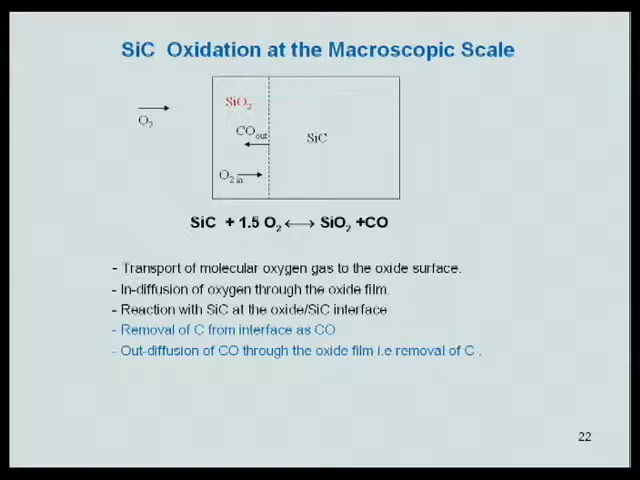 SiC Oxidation at the Macroscopic Scale
SiO2
O2
COout
SiC
O2 in
SiC + 1.5 O2 ⟷ SiO2 +CO
- Transport of molecular oxygen gas to the oxide surface.
- In-diffusion of oxygen through the oxide film.
- Reaction with SiC at the oxide/SiC interface
- Removal of C from interface as CO
- Out-diffusion of CO through the oxide film i.e removal of C .
22